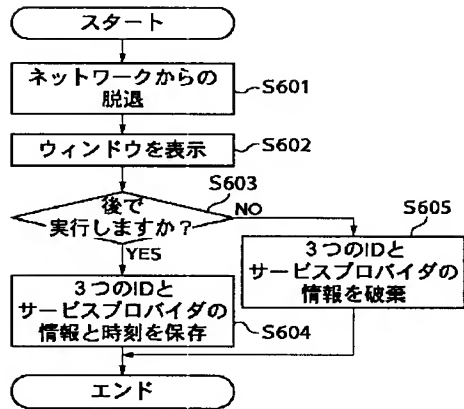 スタート
ネットワークからの
脱退
S601
ウィンドウを表示
S602
S603
後で
実行しますか?
NO
YES
S605
3つのIDと
サービスプロバイダの
情報を破棄
3つのIDと
サービスプロバイダの
情報と時刻を保存
S604
エンド